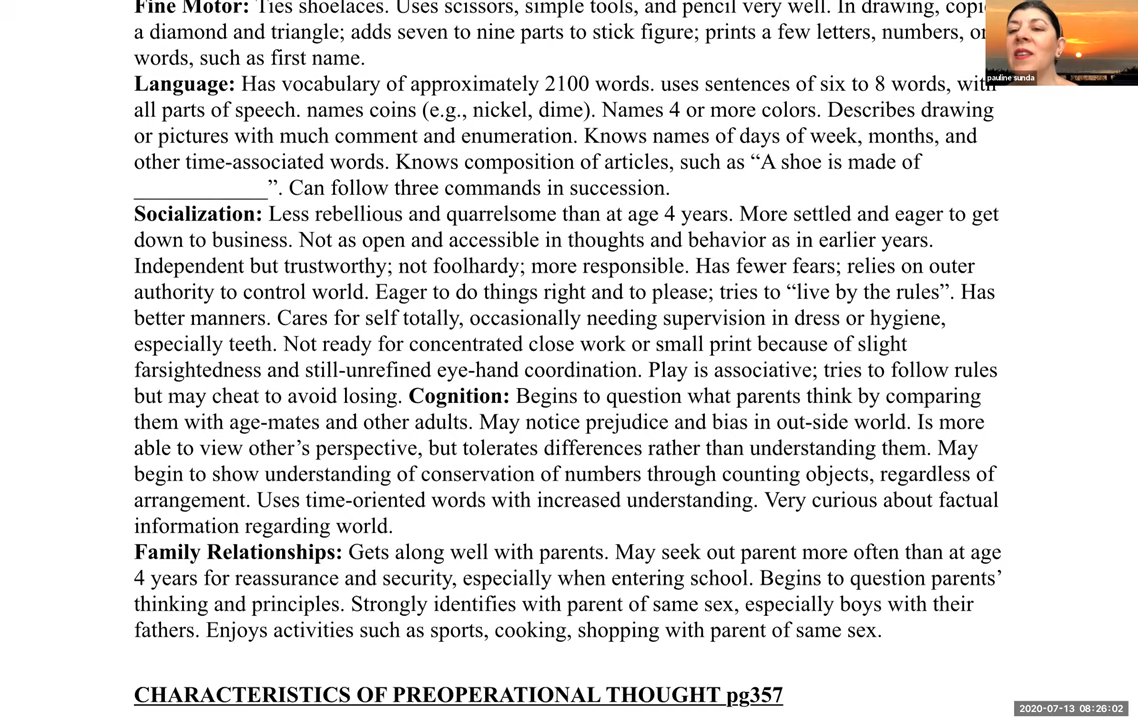 Fine Motor: Ties shoelaces. Uses scissors, simple tools, and pencil very well. In drawing,
a diamond and triangle; adds seven to nine parts to stick figure; prints a few letters, numbers, or
words, such as first name.
Language: Has vocabulary of approximately 2100 words. uses sentences of six to 8 words, with
all parts of speech. names coins (e.g., nickel, dime). Names 4 or more colors. Describes drawing
or pictures with much comment and enumeration. Knows names of days of week, months, and
other time-associated words. Knows composition of articles, such as “A shoe is made of
____________”. Can follow three commands in succession.
Socialization: Less rebellious and quarrelsome than at age 4 years. More settled and eager to get
down to business. Not as open and accessible in thoughts and behavior as in earlier years.
Independent but trustworthy; not foolhardy; more responsible. Has fewer fears; relies on outer
authority to control world. Eager to do things right and to please; tries to “live by the rules”. Has
better manners. Cares for self totally, occasionally needing supervision in dress or hygiene,
especially teeth. Not ready for concentrated close work or small print because of slight
farsightedness and still-unrefined eye-hand coordination. Play is associative; tries to follow rules
but may cheat to avoid losing. Cognition: Begins to question what parents think by comparing
them with age-mates and other adults. May notice prejudice and bias in out-side world. Is more
able to view other’s perspective, but tolerates differences rather than understanding them. May
begin to show understanding of conservation of numbers through counting objects, regardless of
arrangement. Uses time-oriented words with increased understanding. Very curious about factual
information regarding world.
Family Relationships: Gets along well with parents. May seek out parent more often than at age
4 years for reassurance and security, especially when entering school. Begins to question parents’
thinking and principles. Strongly identifies with parent of same sex, especially boys with their
fathers. Enjoys activities such as sports, cooking, shopping with parent of same sex.
CHARACTERISTICS OF PREOPERATIONAL THOUGHT pg357
pauline sunda
2020-07-13 08:26:02